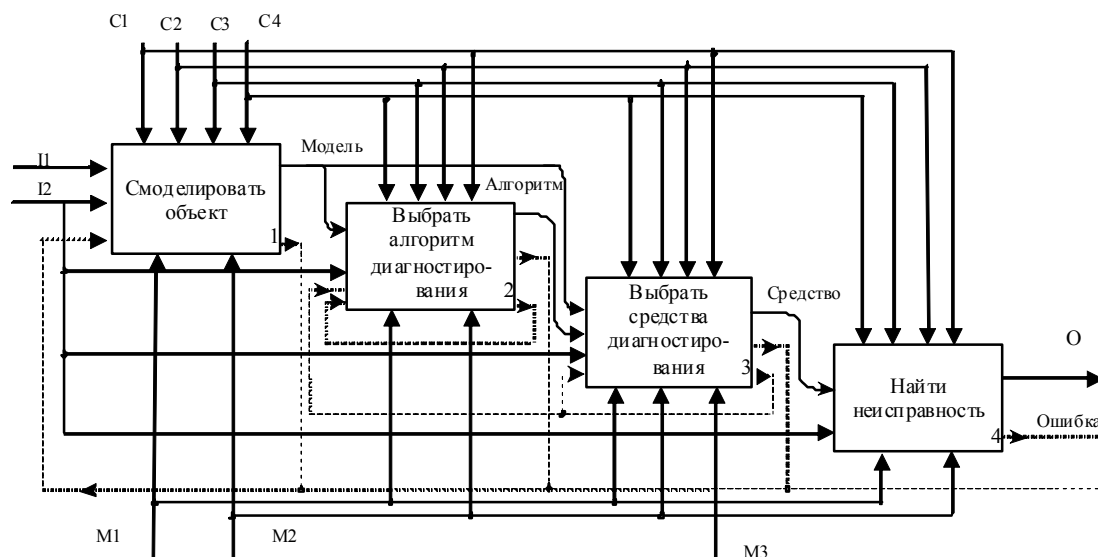 C1 C2 C3 C4
I1
I2
Смоделировать
объект
1
Модель
Алгоритм
Выбрать
алгоритм
диагностиро-
вания
2
Выбрать
средства
диагностиро-
вания
3
Средство
Найти
неисправность
4
O
Ошибка
M1
M2
M3